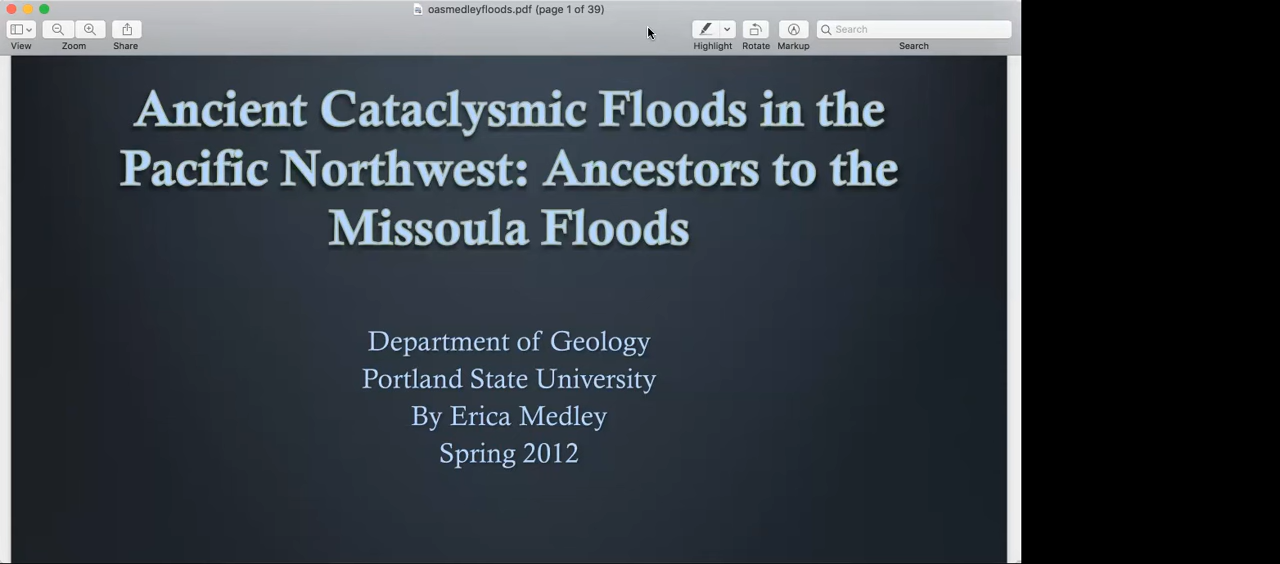 oasmedleyfloods.pdf (page 1 of 39)
View
Zoom
Share
Highlight
Rotate
Markup
Search
Search
Ancient Cataclysmic Floods in the
Pacific Northwest: Ancestors to the
Missoula Floods
Department of Geology
Portland State University
By Erica Medley
Spring 2012